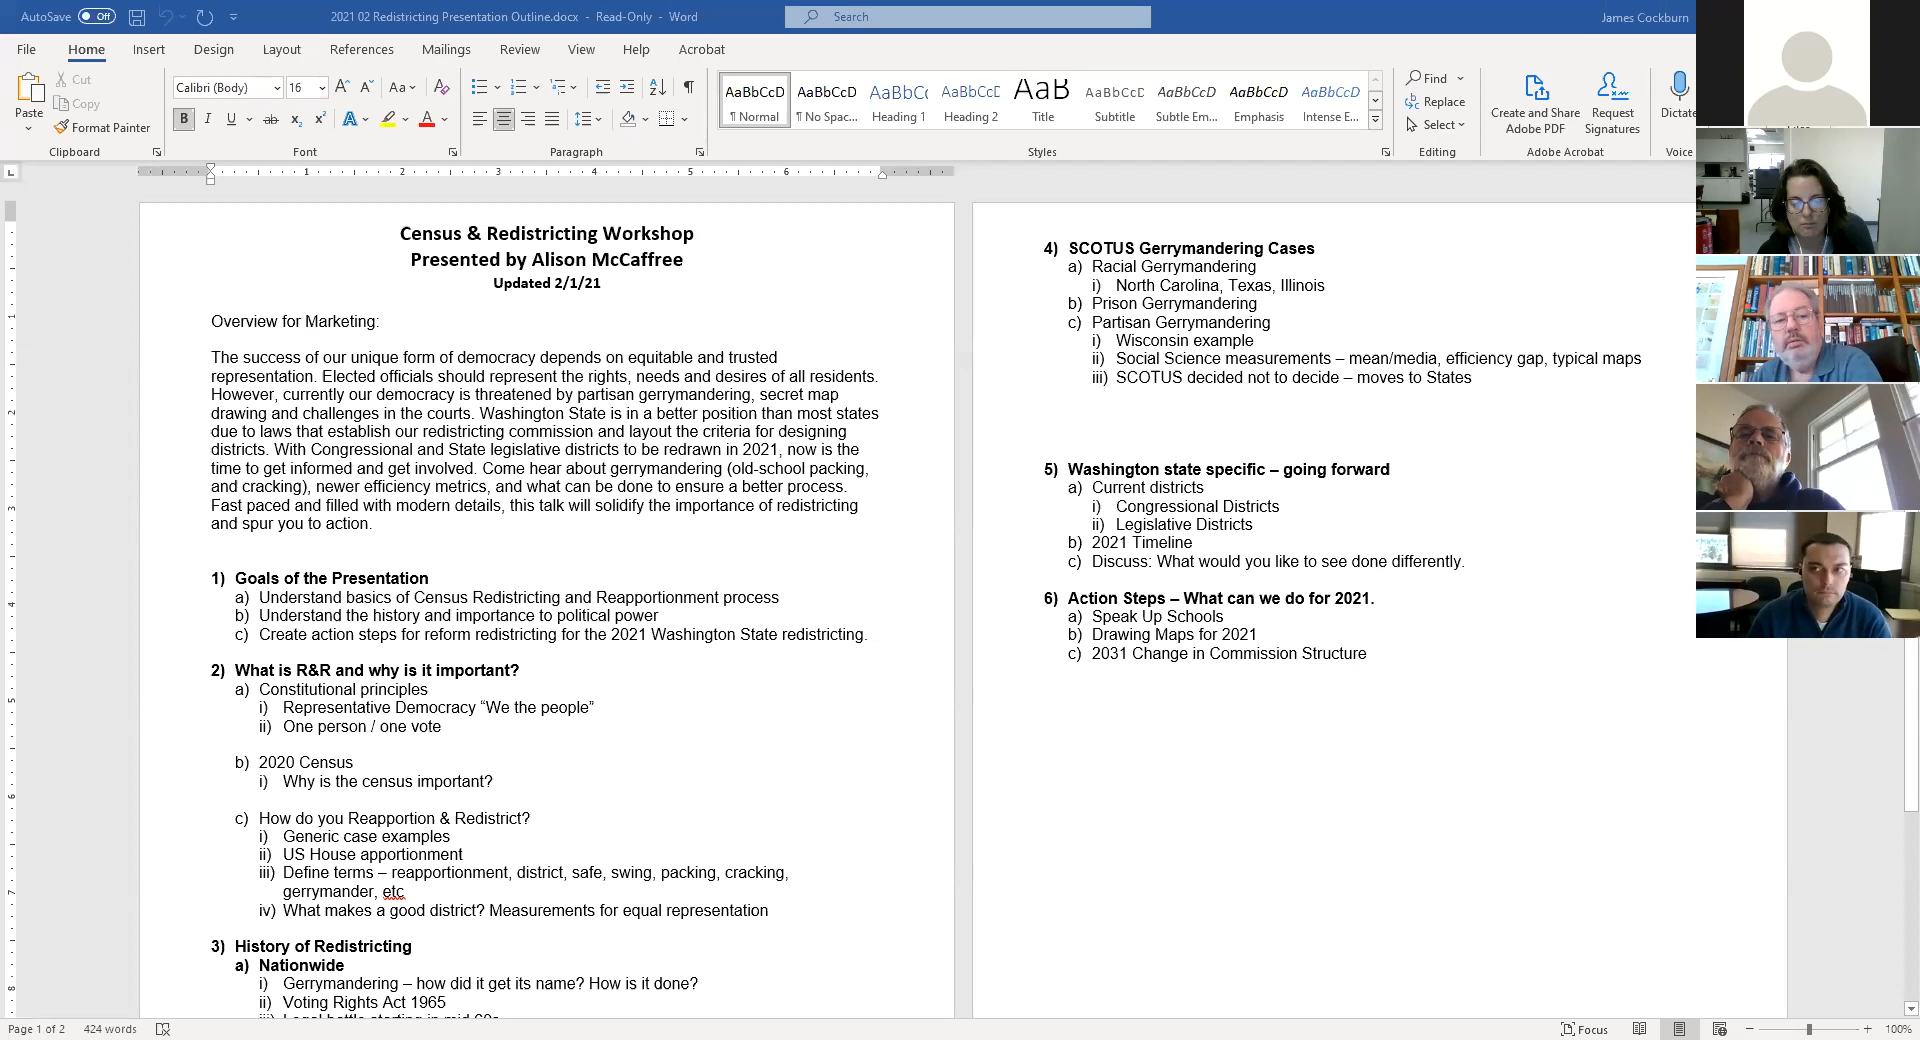 AutoSave Off
2021 02 Redistricting Presentation Outline.docx - Read-Only - Word
Search
James Cockburn
File Home Insert Design Layout References Mailings Review View Help Acrobat
Paste
Cut
Copy
Format Painter
Clipboard
Calibri (Body) 16
Font
Paragraph
AaBbCcD AaBbCcD AaBbCc AaBbCcD AaB AaBbCcD AaBbCcD AaBbCcD AaBbCcD
¶ Normal ¶ No Spac... Heading 1 Heading 2 Title Subtitle Subtle Em... Emphasis Intense E...
Styles
Find
Replace
Select
Editing
Create and Share Adobe PDF
Request Signatures
Adobe Acrobat
Dictate
Voice
1 2 3 4 5 6
Census & Redistricting Workshop
Presented by Alison McCaffree
Updated 2/1/21
Overview for Marketing:
The success of our unique form of democracy depends on equitable and trusted
representation. Elected officials should represent the rights, needs and desires of all residents.
However, currently our democracy is threatened by partisan gerrymandering, secret map
drawing and challenges in the courts. Washington State is in a better position than most states
due to laws that establish our redistricting commission and layout the criteria for designing
districts. With Congressional and State legislative districts to be redrawn in 2021, now is the
time to get informed and get involved. Come hear about gerrymandering (old-school packing,
and cracking), newer efficiency metrics, and what can be done to ensure a better process.
Fast paced and filled with modern details, this talk will solidify the importance of redistricting
and spur you to action.
1) Goals of the Presentation
a) Understand basics of Census Redistricting and Reapportionment process
b) Understand the history and importance to political power
c) Create action steps for reform redistricting for the 2021 Washington State redistricting.
2) What is R&R and why is it important?
a) Constitutional principles
i) Representative Democracy “We the people”
ii) One person / one vote
b) 2020 Census
i) Why is the census important?
c) How do you Reapportion & Redistrict?
i) Generic case examples
ii) US House apportionment
iii) Define terms – reapportionment, district, safe, swing, packing, cracking,
gerrymander, etc
iv) What makes a good district? Measurements for equal representation
3) History of Redistricting
a) Nationwide
i) Gerrymandering – how did it get its name? How is it done?
ii) Voting Rights Act 1965
4) SCOTUS Gerrymandering Cases
a) Racial Gerrymandering
i) North Carolina, Texas, Illinois
b) Prison Gerrymandering
c) Partisan Gerrymandering
i) Wisconsin example
ii) Social Science measurements – mean/media, efficiency gap, typical maps
iii) SCOTUS decided not to decide – moves to States
5) Washington state specific – going forward
a) Current districts
i) Congressional Districts
ii) Legislative Districts
b) 2021 Timeline
c) Discuss: What would you like to see done differently.
6) Action Steps – What can we do for 2021.
a) Speak Up Schools
b) Drawing Maps for 2021
c) 2031 Change in Commission Structure
Page 1 of 2 424 words
Focus
100%